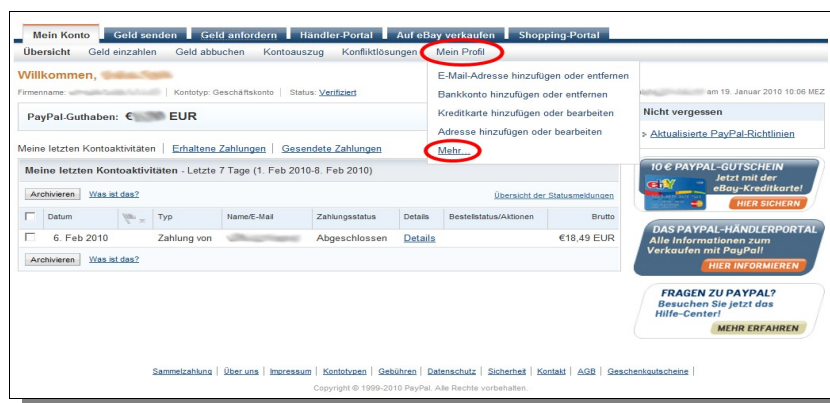 Mein Konto Geld senden Geld anfordern Händler-Portal Auf eBay verkaufen Shopping-Portal
Übersicht Geld einzahlen Geld abbuchen Kontoauszug Konfliktlösungen Mein Profil
Willkommen,
E-Mail-Adresse hinzufügen oder entfernen
Firmenname: Kontotyp: Geschäftskonto Status: Verifiziert
am 19. Januar 2010 10:06 MEZ
Bankkonto hinzufügen oder entfernen
Kreditkarte hinzufügen oder bearbeiten
Adresse hinzufügen oder bearbeiten
Mehr...
PayPal-Guthaben: € EUR
Nicht vergessen
> Aktualisierte PayPal-Richtlinien
Meine letzten Kontoaktivitäten | Erhaltene Zahlungen | Gesendete Zahlungen
Meine letzten Kontoaktivitäten - Letzte 7 Tage (1. Feb 2010-8. Feb 2010)
Archivieren Was ist das? Übersicht der Statusmeldungen
Datum Typ Name/E-Mail Zahlungsstatus Details Bestellstatus/Aktionen Brutto
6. Feb 2010 Zahlung von Abgeschlossen Details €18,49 EUR
Archivieren Was ist das?
10 € PAYPAL-GUTSCHEIN
Jetzt mit der
eBay-Kreditkarte!
HIER SICHERN
DAS PAYPAL-HÄNDLERPORTAL
Alle Informationen zum
Verkaufen mit PayPal!
HIER INFORMIEREN
FRAGEN ZU PAYPAL?
Besuchen Sie jetzt das
Hilfe-Center!
MEHR ERFAHREN
Sammelzahlung | Über uns | Impressum | Kontotypen | Gebühren | Datenschutz | Sicherheit | Kontakt | AGB | Geschenkgutscheine |
Copyright © 1999-2010 PayPal. Alle Rechte vorbehalten.